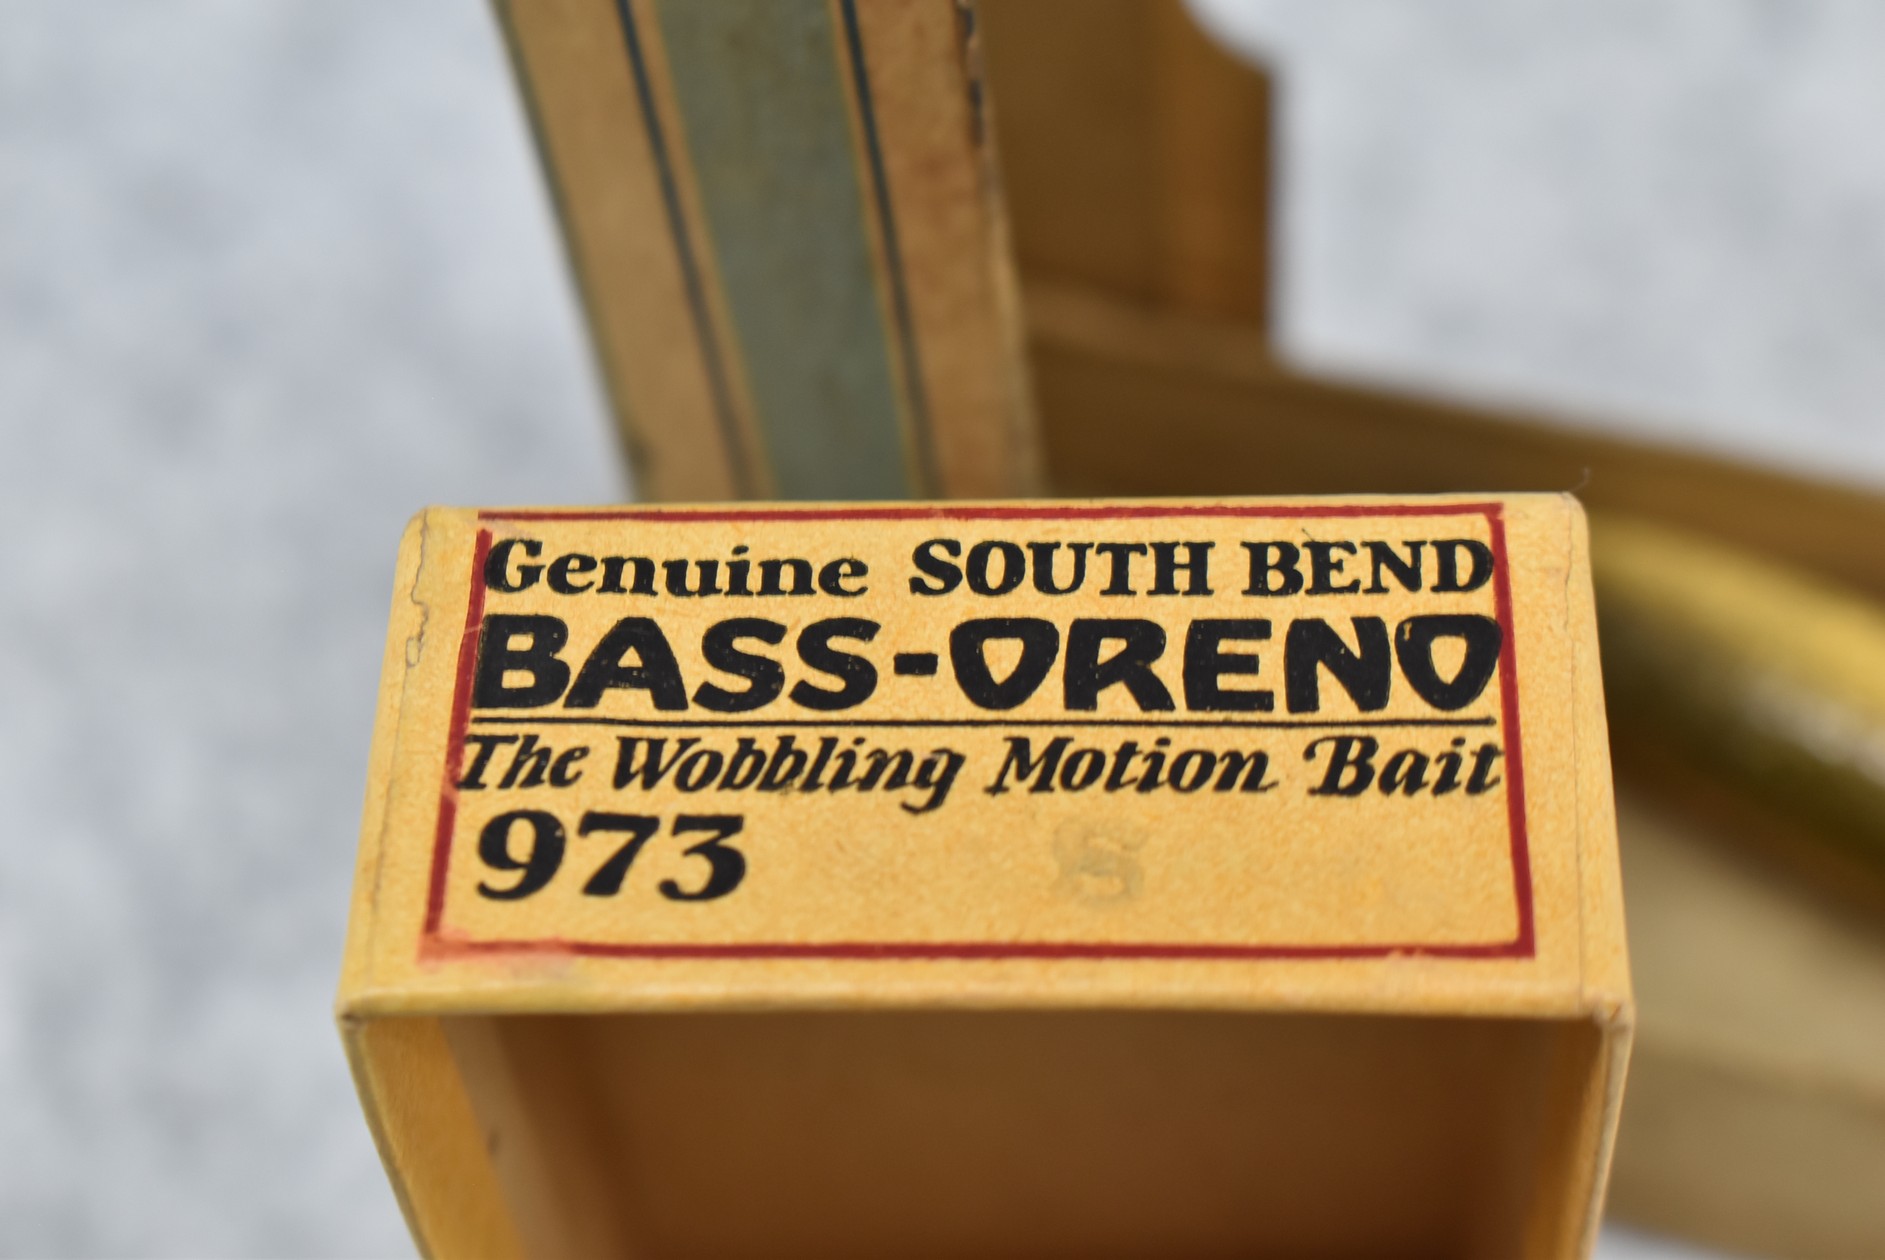 Genuine SOUTH BEND
BASS-ORENO
The Wobbling Motion Bait
973